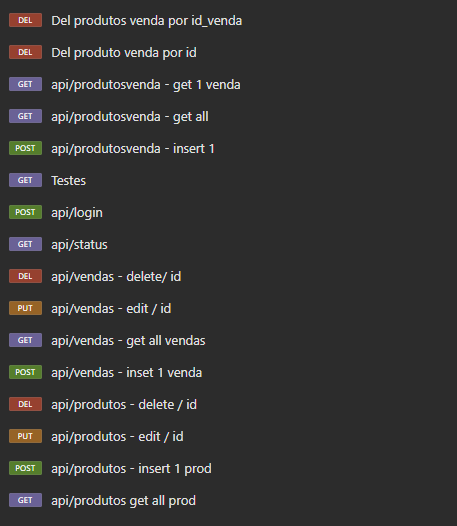 DEL Del produtos venda por id_venda
DEL Del produto venda por id
GET api/produtosvenda - get 1 venda
GET api/produtosvenda - get all
POST api/produtosvenda - insert 1
GET Testes
POST api/login
GET api/status
DEL api/vendas - delete/ id
PUT api/vendas - edit / id
GET api/vendas - get all vendas
POST api/vendas - inset 1 venda
DEL api/produtos - delete / id
PUT api/produtos - edit / id
POST api/produtos - insert 1 prod
GET api/produtos get all prod